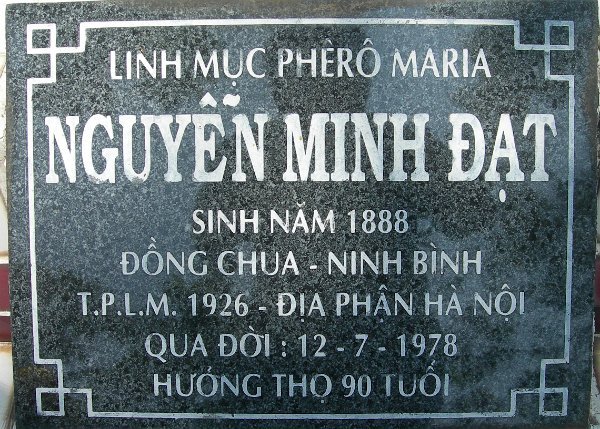 LINH MỤC PHÊRÔ MARIA
NGUYỄN MINH ĐẠT
SINH NĂM 1888
ĐỒNG CHUA - NINH BÌNH
T.P.L.M. 1926 - ĐỊA PHẬN HÀ NỘI
QUA ĐỜI : 12 - 7 - 1978
HƯỞNG THỌ 90 TUỔI